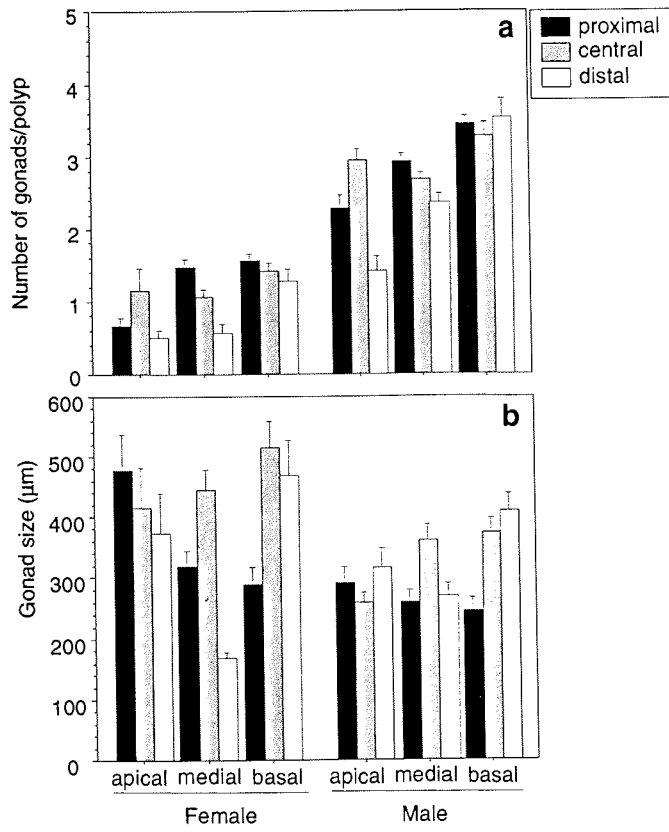 a
proximal
central
distal
Number of gonads/polyp
5
4
3
2
1
0
b
Gonad size (µm)
600
500
400
300
200
100
0
apical medial basal apical medial basal
Female Male